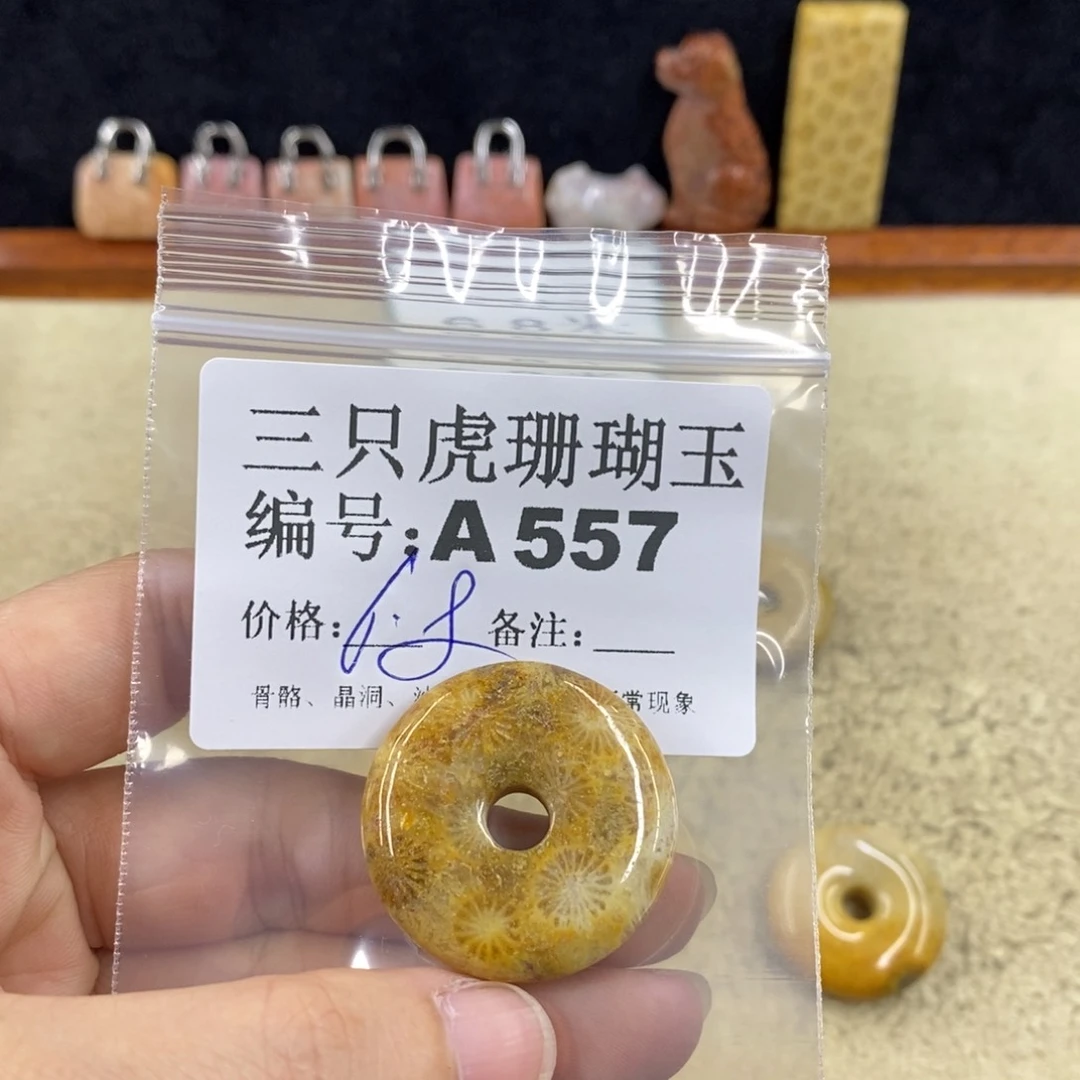 三只虎珊瑚玉
编号:A557
价格: 备注:
骨骼、晶洞、 常现象